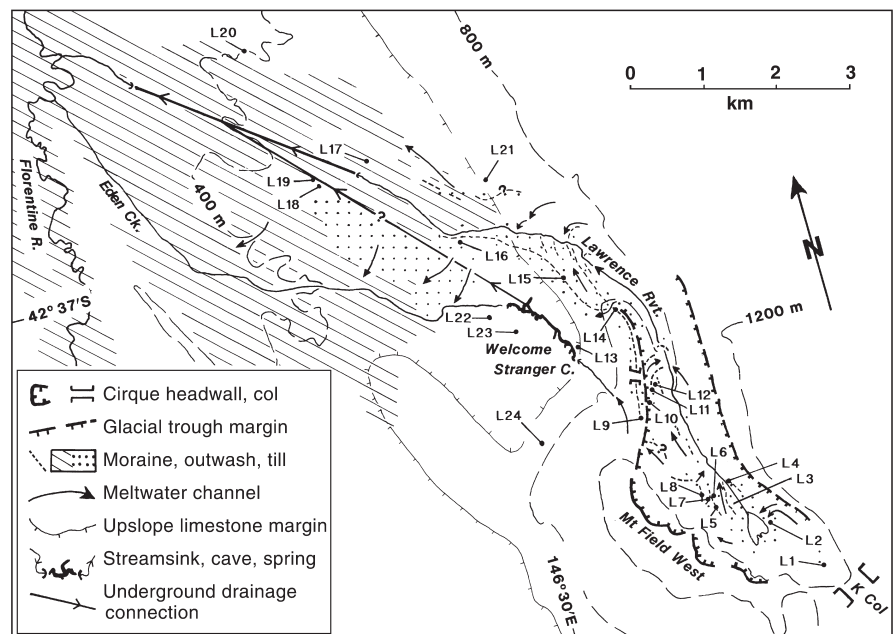 L20
800 m
0 1 2 3
km
L17
L21
L19
L18
Florentine R.
Eden Ck.
400 m
?
?
L16
Lawrence Rvt.
N
L15
42° 37'S
1200 m
L22
L23
L14
Welcome
Stranger C.
L13
L12
L11
L24
L9
L10
?
L6
L4
L8
L3
L7
L5
L2
Mt Field West
L1
K Col
146°30'E
Cirque headwall, col
Glacial trough margin
Moraine, outwash, till
Meltwater channel
Upslope limestone margin
Streamsink, cave, spring
Underground drainage
connection